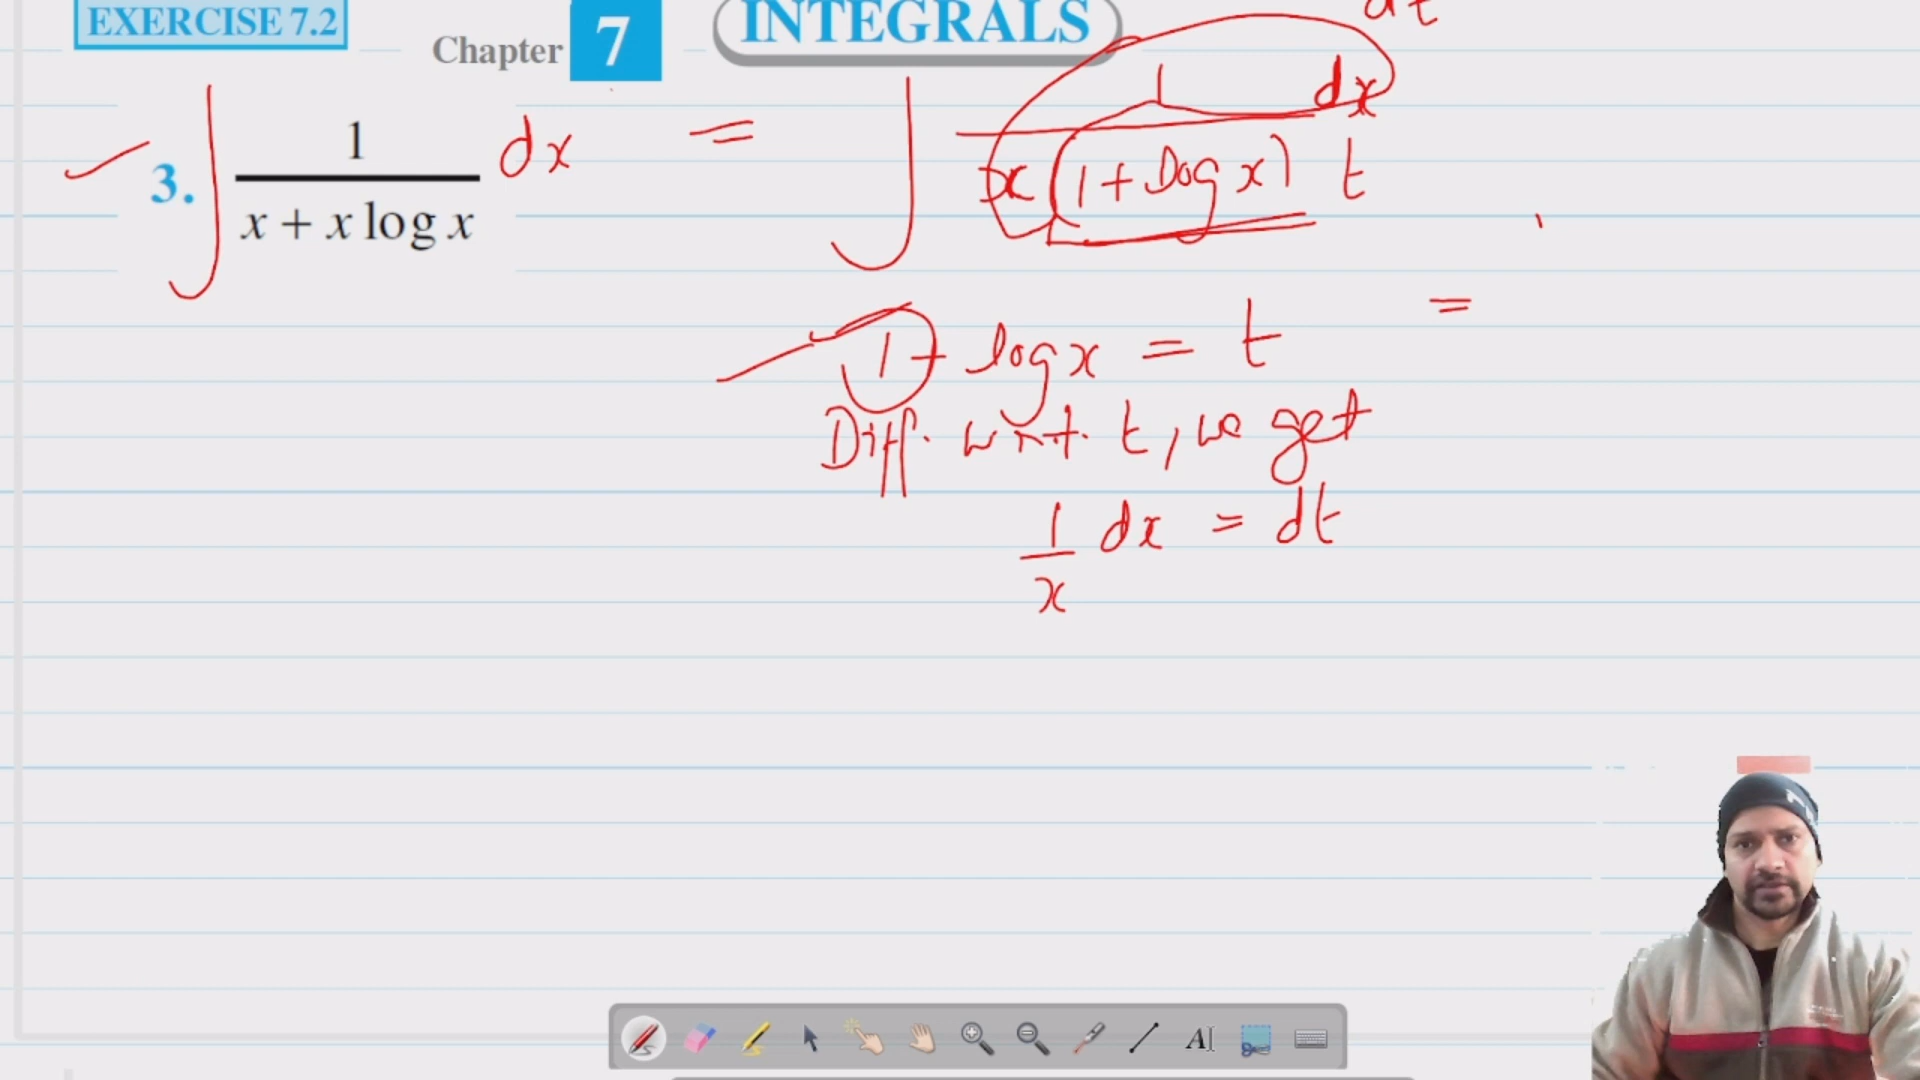 EXERCISE 7.2
Chapter 7
INTEGRALS
dt
3. ∫ 1/(x + x log x) dx = ∫ 1 dx/(x(1 + log x)) t
=
1 + log x = t
Diff. w.r.t. t, we get
1/x dx = dt